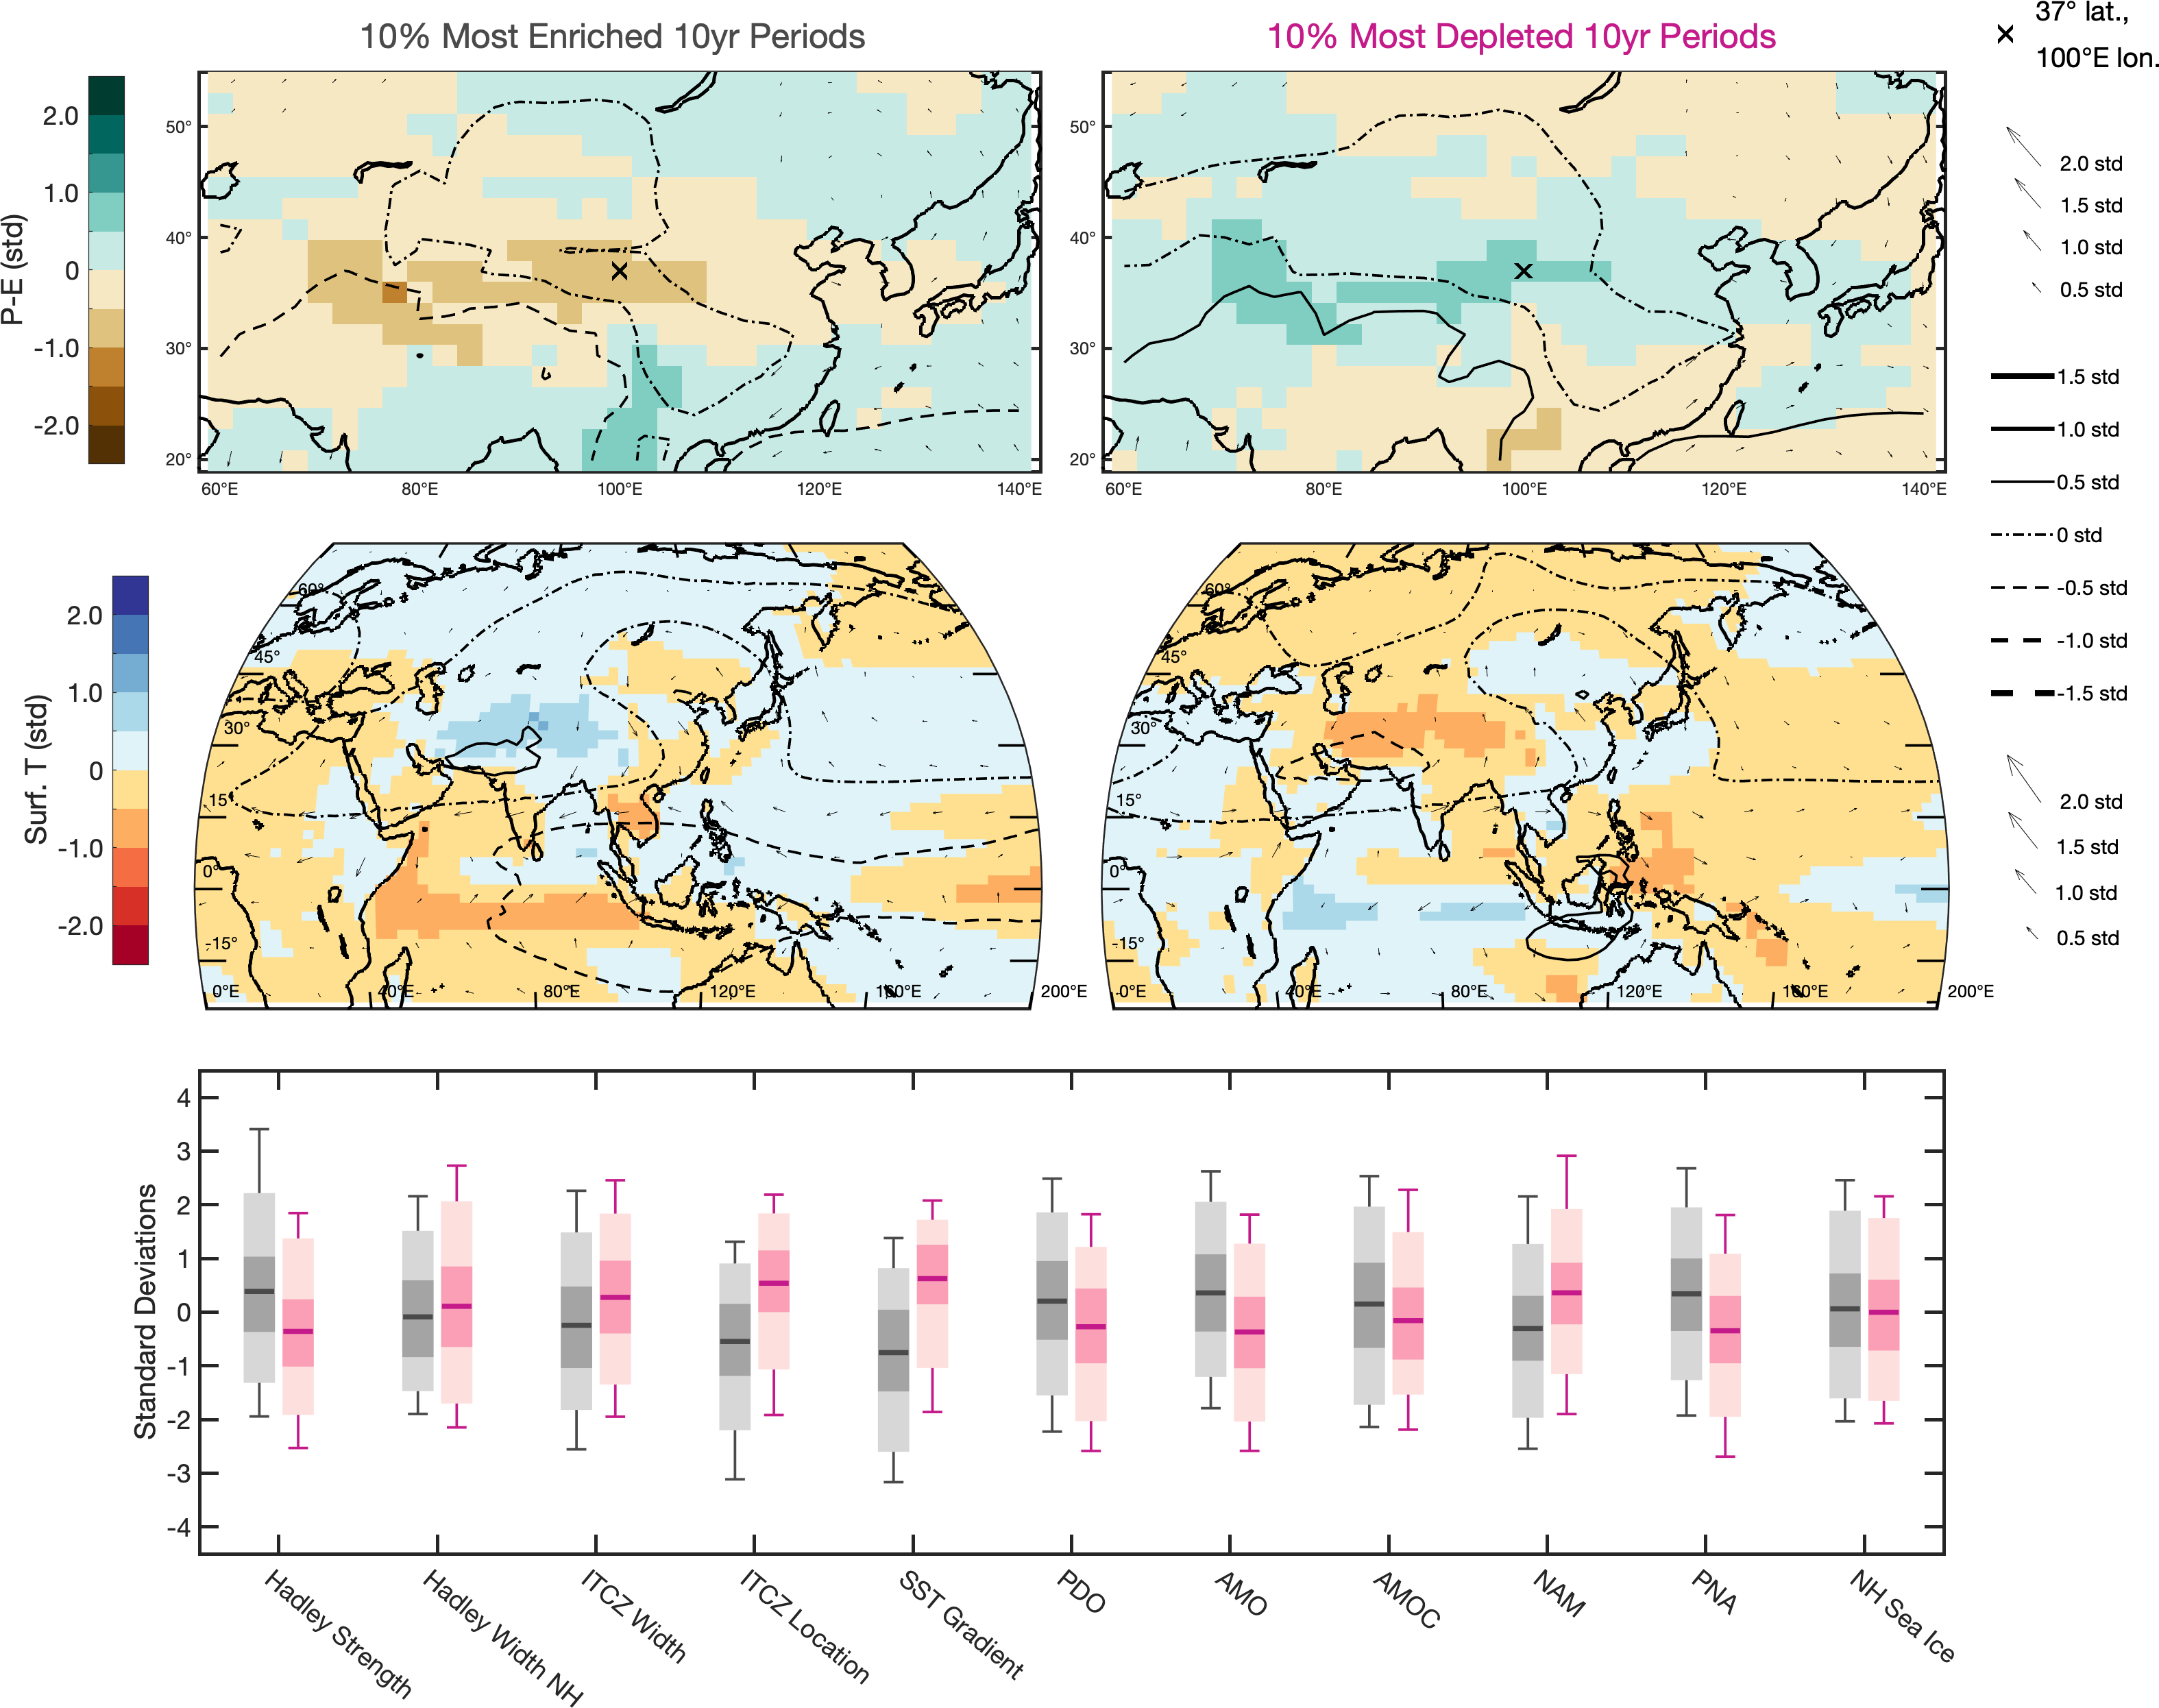 10% Most Enriched 10yr Periods
10% Most Depleted 10yr Periods
37° lat.,
100°E lon.
P-E (std)
2.0
1.0
0
-1.0
-2.0
50°
40°
30°
20°
60°E
80°E
100°E
120°E
140°E
50°
40°
30°
20°
60°E
80°E
100°E
120°E
140°E
2.0 std
1.5 std
1.0 std
0.5 std
1.5 std
1.0 std
0.5 std
0 std
-0.5 std
-1.0 std
-1.5 std
2.0 std
1.5 std
1.0 std
0.5 std
Surf. T (std)
2.0
1.0
0
-1.0
-2.0
60°
45°
30°
15°
0°
-15°
0°E
40°E
80°E
120°E
160°E
200°E
60°
45°
30°
15°
0°
-15°
0°E
40°E
80°E
120°E
160°E
200°E
Standard Deviations
4
3
2
1
0
-1
-2
-3
-4
Hadley Strength
Hadley Width NH
ITCZ Width
ITCZ Location
SST Gradient
PDO
AMO
AMOC
NAM
PNA
NH Sea Ice